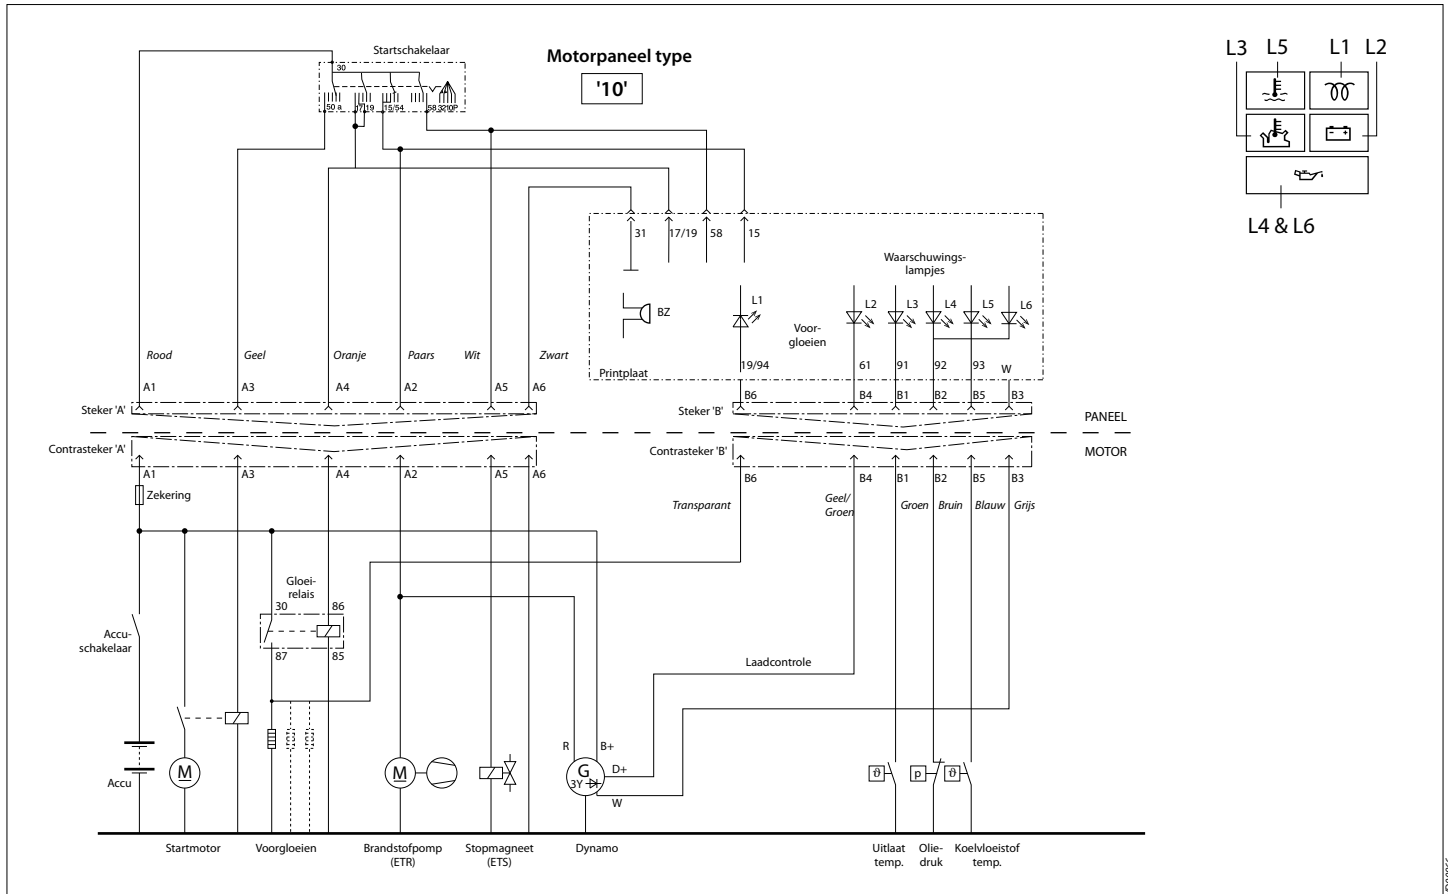 Startschakelaar
Motorpaneel type
'10'
L3 L5 L1 L2
L4 & L6
30
50 a 17/19 15/54 58 3210P
31 17/19 58 15
Waarschuwings-
lampjes
L1 L2 L3 L4 L5 L6
BZ
Voor-
gloeien
Rood Geel Oranje Paars Wit Zwart
19/94 61 91 92 93 W
Printplaat
A1 A3 A4 A2 A5 A6
B6 B4 B1 B2 B5 B3
Steker 'A'
Steker 'B'
PANEEL
Contrasteker 'A'
Contrasteker 'B'
MOTOR
A1 A3 A4 A2 A5 A6
B6 B4 B1 B2 B5 B3
Zekering
Transparant
Geel/
Groen
Groen Bruin Blauw Grijs
Gloei-
relais
30 86
87 85
Accu-
schakelaar
Laadcontrole
R B+
D+
W
G
3Y
M
M
Accu
ϑ p ϑ
Startmotor
Voorgloeien
Brandstofpomp
(ETR)
Stopmagneet
(ETS)
Dynamo
Uitlaat
temp.
Olie-
druk
Koelvloeistof
temp.